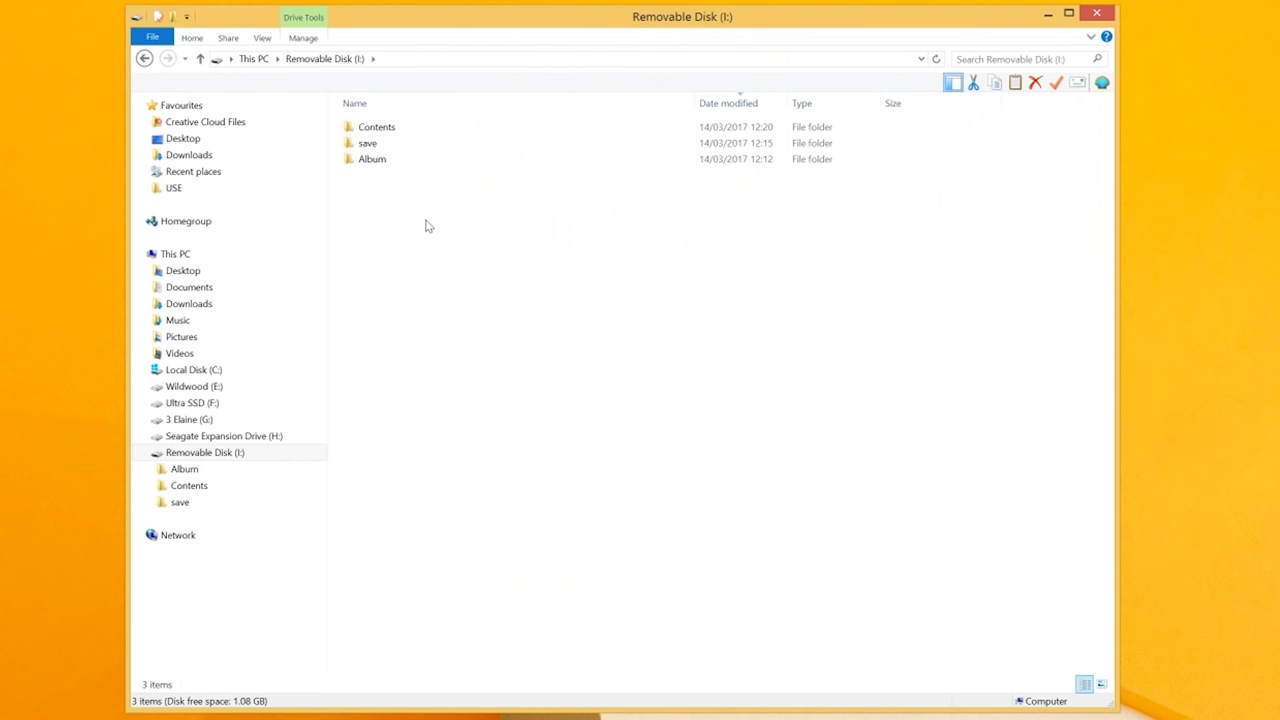 Drive Tools
Removable Disk (I:)
File Home Share View Manage
This PC Removable Disk (I:)
Search Removable Disk (I:)
Name Date modified Type Size
Contents 14/03/2017 12:20 File folder
save 14/03/2017 12:15 File folder
Album 14/03/2017 12:12 File folder
Favourites
Creative Cloud Files
Desktop
Downloads
Recent places
USE
Homegroup
This PC
Desktop
Documents
Downloads
Music
Pictures
Videos
Local Disk (C:)
Wildwood (E:)
Ultra SSD (F:)
3 Elaine (G:)
Seagate Expansion Drive (H:)
Removable Disk (I:)
Album
Contents
save
Network
3 items
3 items (Disk free space: 1.08 GB)
Computer